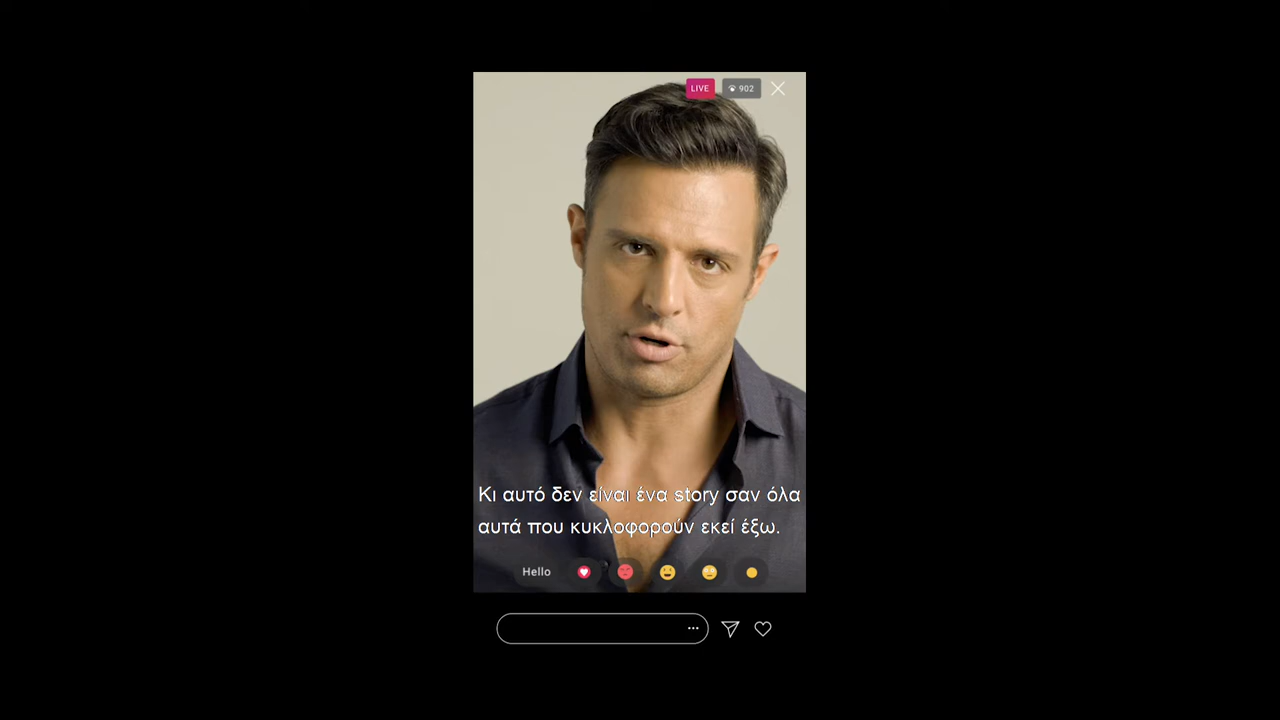 LIVE 902
Κι αυτό δεν είναι ένα story σαν όλα
αυτά που κυκλοφορούν εκεί έξω.
Hello